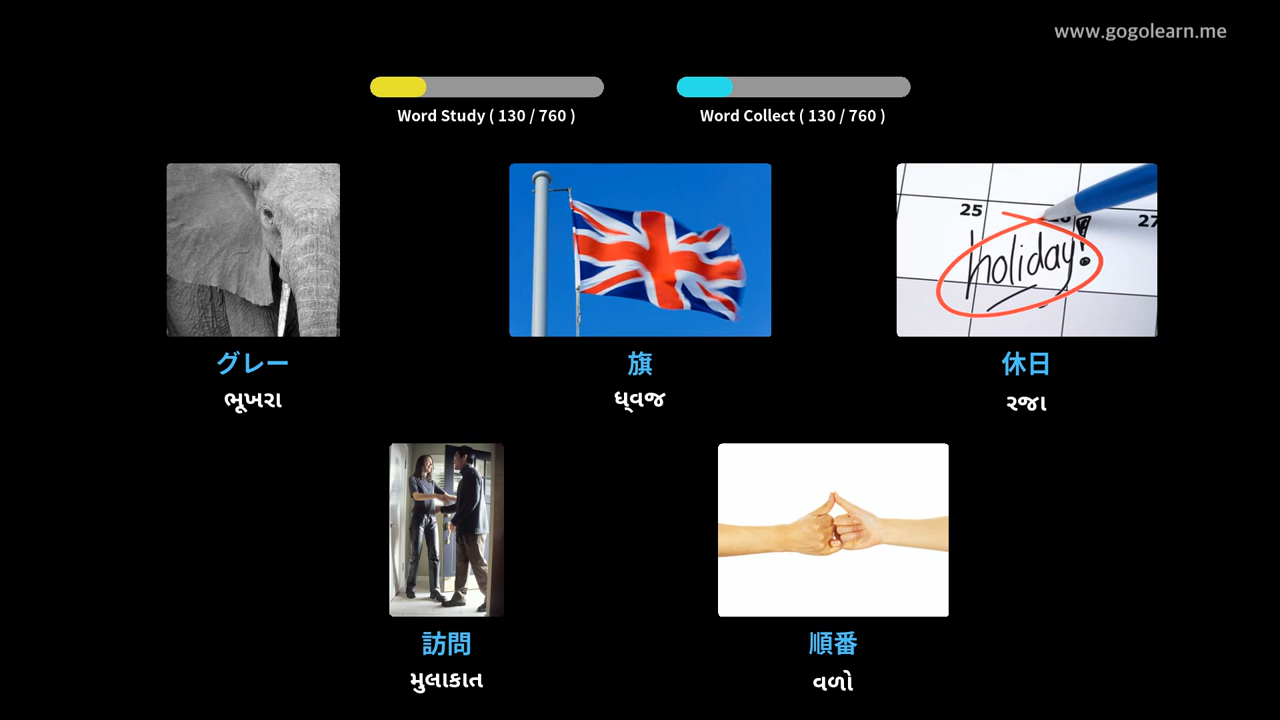 www.gogolearn.me
Word Study ( 130 / 760 )
Word Collect ( 130 / 760 )
25
27
holiday!
グレー
旗
休日
ભૂખરા
ધ્વજ
રજા
訪問
順番
મુલાકાત
વળો